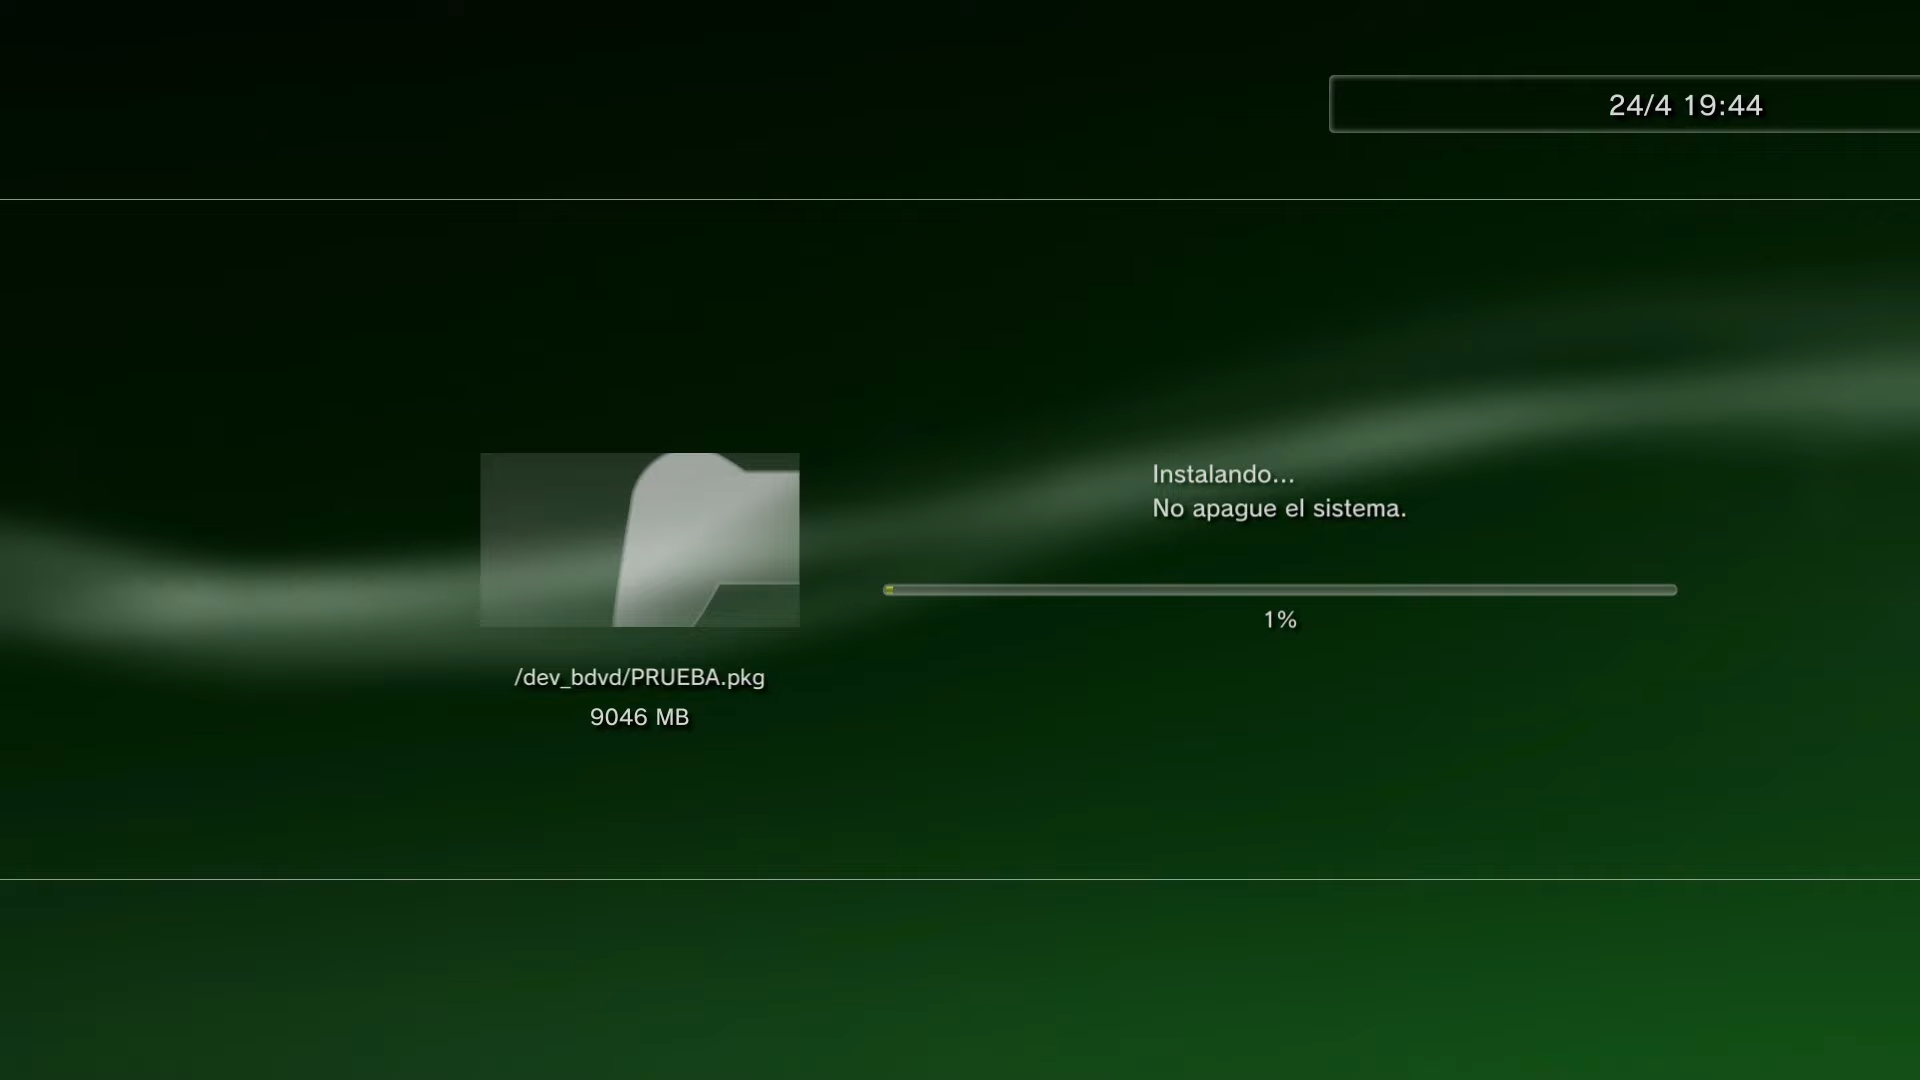 24/4 19:44
Instalando...
No apague el sistema.
1%
/dev_bdvd/PRUEBA.pkg
9046 MB